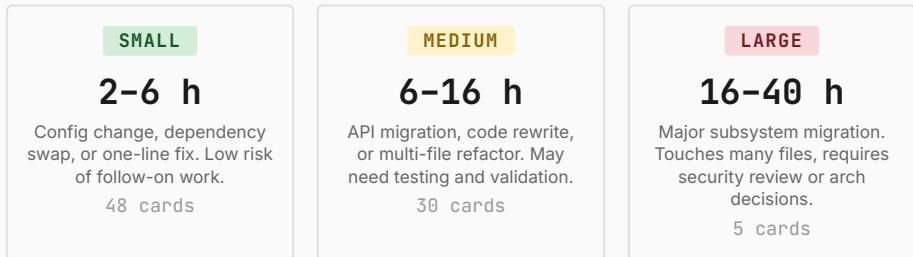 SMALL
2–6 h
Config change, dependency
swap, or one-line fix. Low risk
of follow-on work.
48 cards
MEDIUM
6–16 h
API migration, code rewrite,
or multi-file refactor. May
need testing and validation.
30 cards
LARGE
16–40 h
Major subsystem migration.
Touches many files, requires
security review or arch
decisions.
5 cards